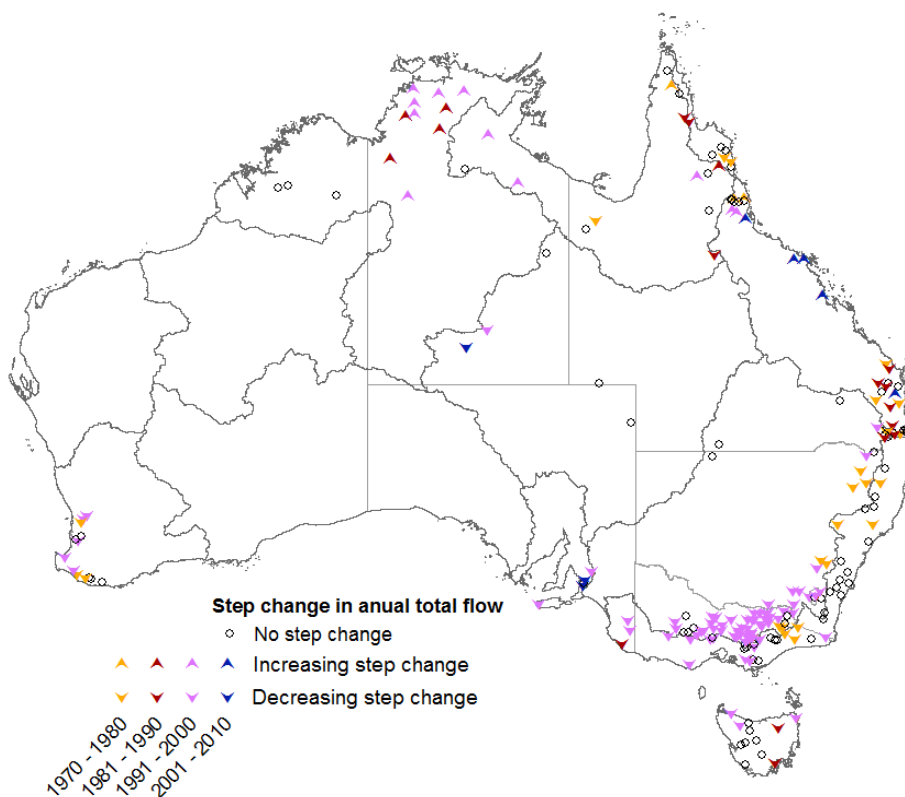 Step change in anual total flow
No step change
Increasing step change
Decreasing step change
1970 - 1980
1981 - 1990
1991 - 2000
2001 - 2010